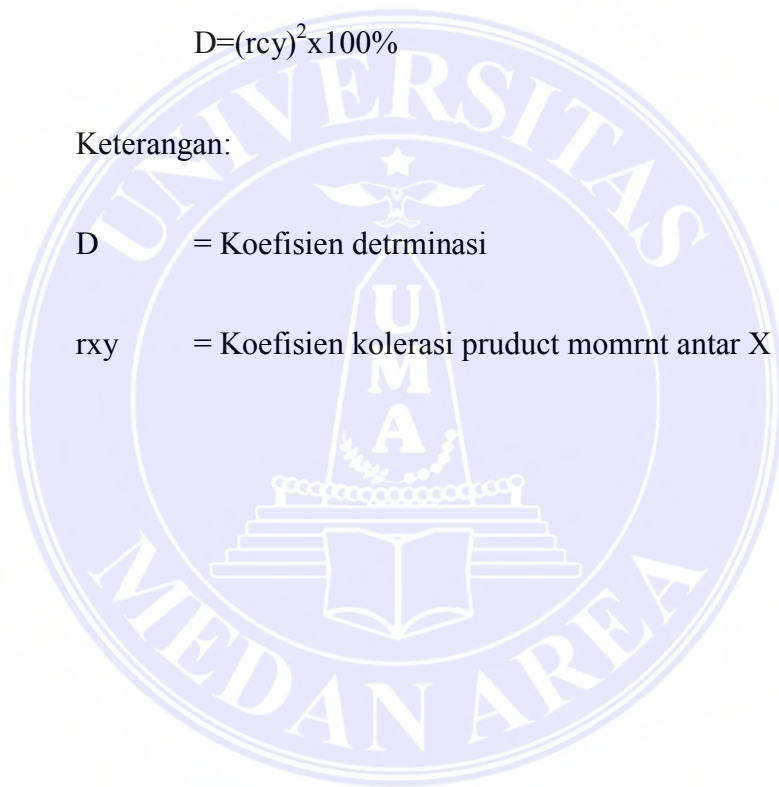 D=(rcy)²x100%
Keterangan:
D = Koefisien detrminasi
rxy = Koefisien kolerasi pruduct momrnt antar X
UNIVERSITAS
U
M
A
MEDAN AREA